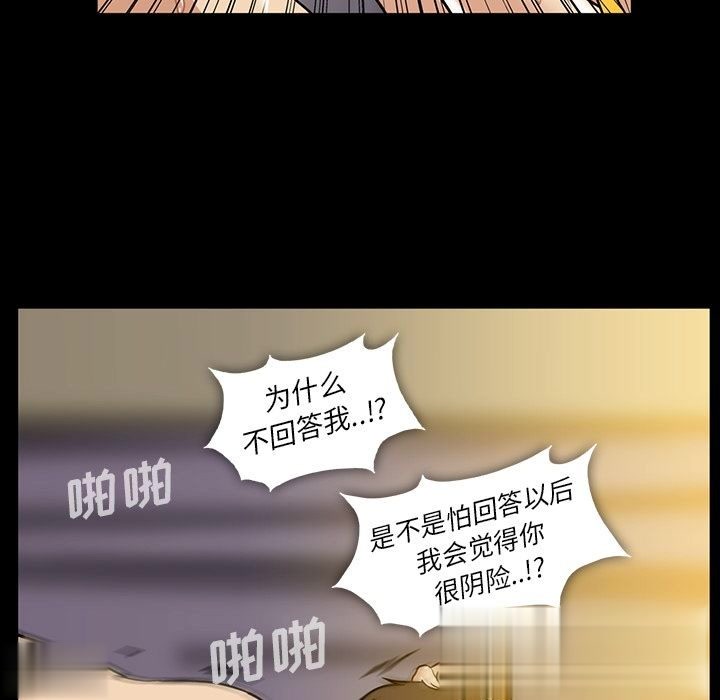 为什么
不回答我..!?
啪啪
是不是怕回答以后
我会觉得你
很阴险..!?
啪啪